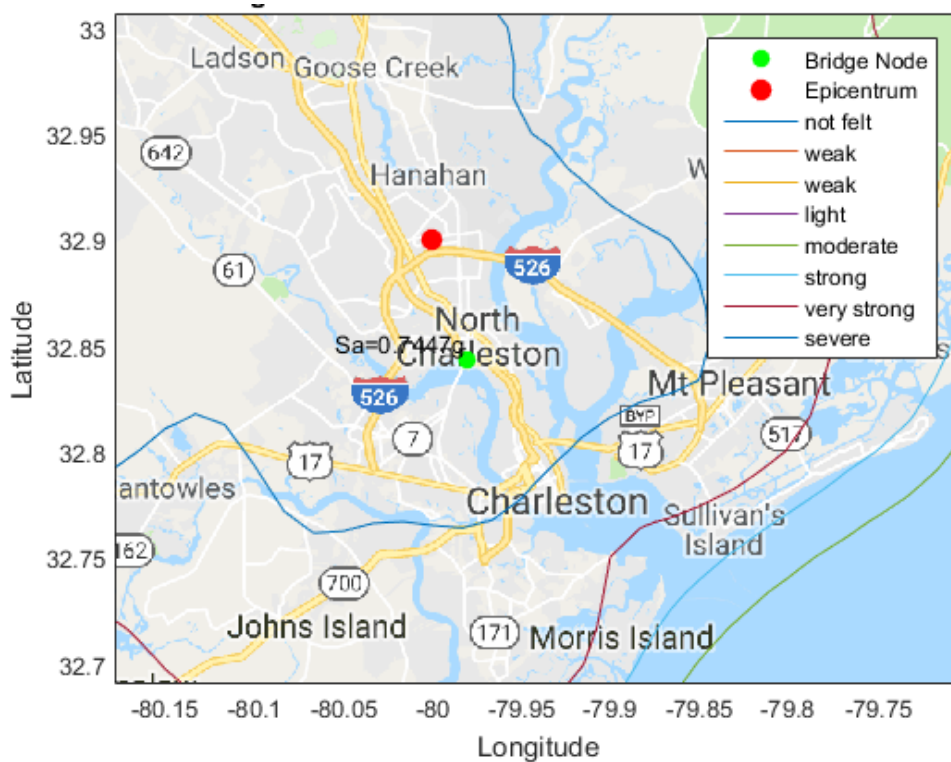 33
32.95
32.9
32.85
32.8
32.75
32.7
Latitude
Ladson
Goose Creek
642
Hanahan
61
526
North
Charleston
Sa=0.7447g
526
Mt Pleasant
BYP
7
17
17
517
antowles
Charleston
Sullivan's
Island
162
700
Johns Island
171
Morris Island
Bridge Node
Epicentrum
not felt
weak
weak
light
moderate
strong
very strong
severe
-80.15
-80.1
-80.05
-80
-79.95
-79.9
-79.85
-79.8
-79.75
Longitude